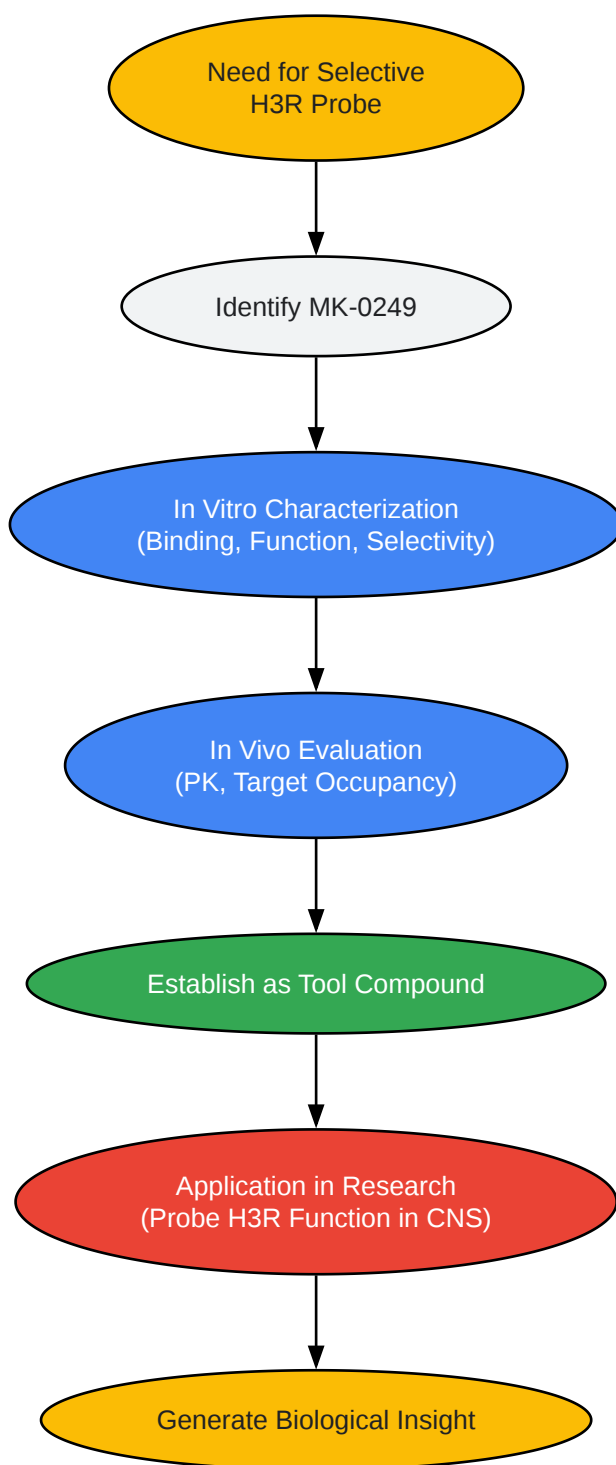 Need for Selective
H3R Probe
Identify MK-0249
In Vitro Characterization
(Binding, Function, Selectivity)
In Vivo Evaluation
(PK, Target Occupancy)
Establish as Tool Compound
Application in Research
(Probe H3R Function in CNS)
Generate Biological Insight